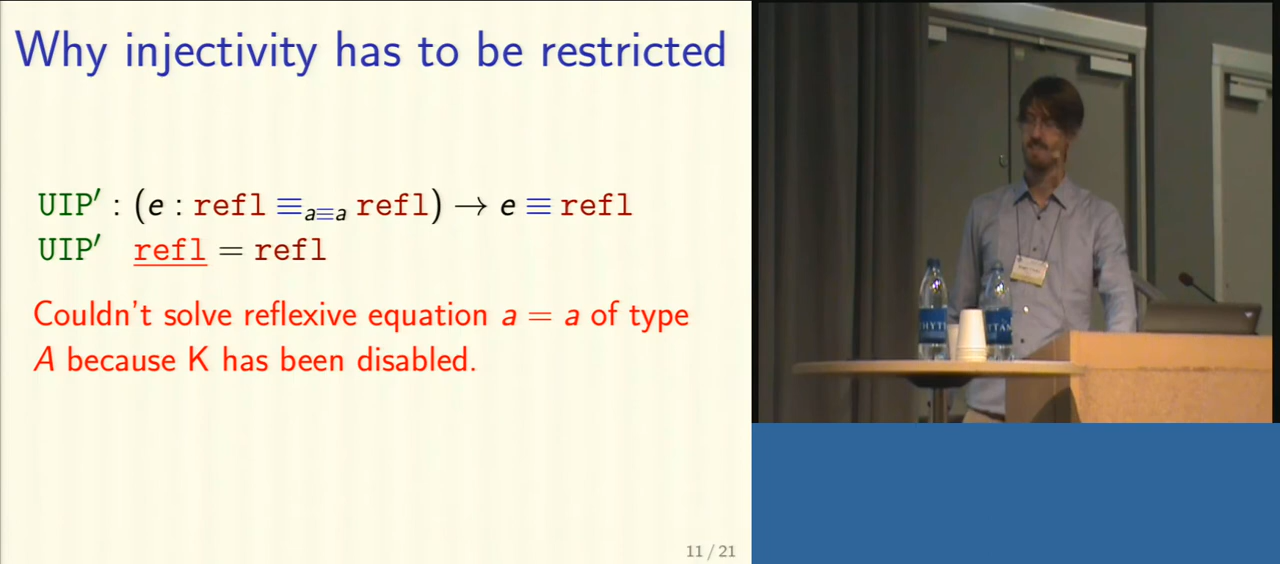 Why injectivity has to be restricted
UIP′ : (e : refl ≡a≡a refl) → e ≡ refl
UIP′ refl = refl
Couldn't solve reflexive equation a = a of type
A because K has been disabled.
11 / 21